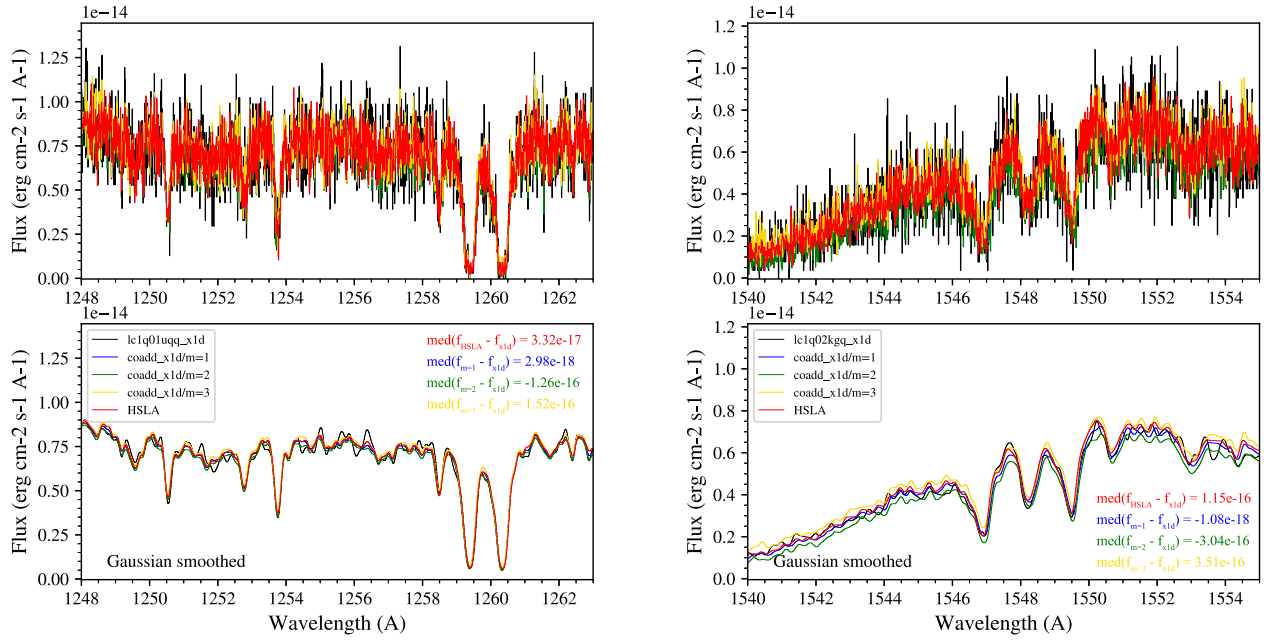 1e−14
1.25
1.00
0.75
0.50
0.25
0.00
Flux (erg cm-2 s-1 A-1)
1248 1250 1252 1254 1256 1258 1260 1262
1e−14
1.2
1.0
0.8
0.6
0.4
0.2
0.0
Flux (erg cm-2 s-1 A-1)
1540 1542 1544 1546 1548 1550 1552 1554
1e−14
1.25
1.00
0.75
0.50
0.25
0.00
Flux (erg cm-2 s-1 A-1)
lc1q01uqq_x1d
coadd_x1d/m=1
coadd_x1d/m=2
coadd_x1d/m=3
HSLA
med(f_HSLA - f_x1d) = 3.32e-17
med(f_m=1 - f_x1d) = 2.98e-18
med(f_m=2 - f_x1d) = -1.26e-16
med(f_m=3 - f_x1d) = 1.52e-16
Gaussian smoothed
1248 1250 1252 1254 1256 1258 1260 1262
Wavelength (A)
1e−14
1.2
1.0
0.8
0.6
0.4
0.2
0.0
Flux (erg cm-2 s-1 A-1)
lc1q02kgq_x1d
coadd_x1d/m=1
coadd_x1d/m=2
coadd_x1d/m=3
HSLA
med(f_HSLA - f_x1d) = 1.15e-16
med(f_m=1 - f_x1d) = -1.08e-18
med(f_m=2 - f_x1d) = -3.04e-16
med(f_m=3 - f_x1d) = 3.51e-16
Gaussian smoothed
1540 1542 1544 1546 1548 1550 1552 1554
Wavelength (A)